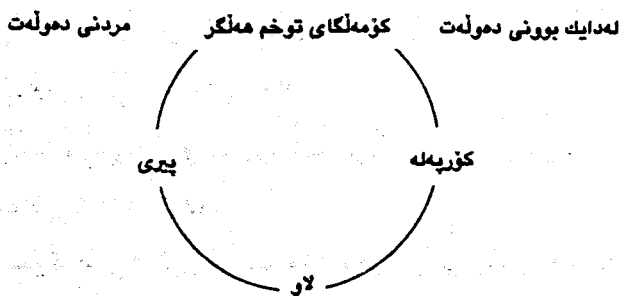 لەدایك بوونی دەوڵەت کۆمەڵگای توخم هەڵگر مردنی دەوڵەت
کۆرپەلە پیری
لاو